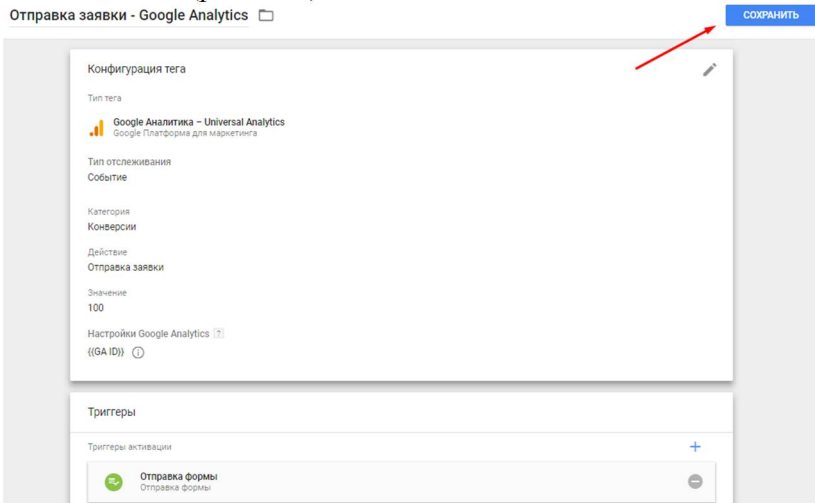 Отправка заявки - Google Analytics
СОХРАНИТЬ
Конфигурация тега
Тип тега
Google Аналитика – Universal Analytics
Google Платформа для маркетинга
Тип отслеживания
Событие
Категория
Конверсии
Действие
Отправка заявки
Значение
100
Настройки Google Analytics ?
{{GA ID}}
Триггеры
Триггеры активации
Отправка формы
Отправка формы